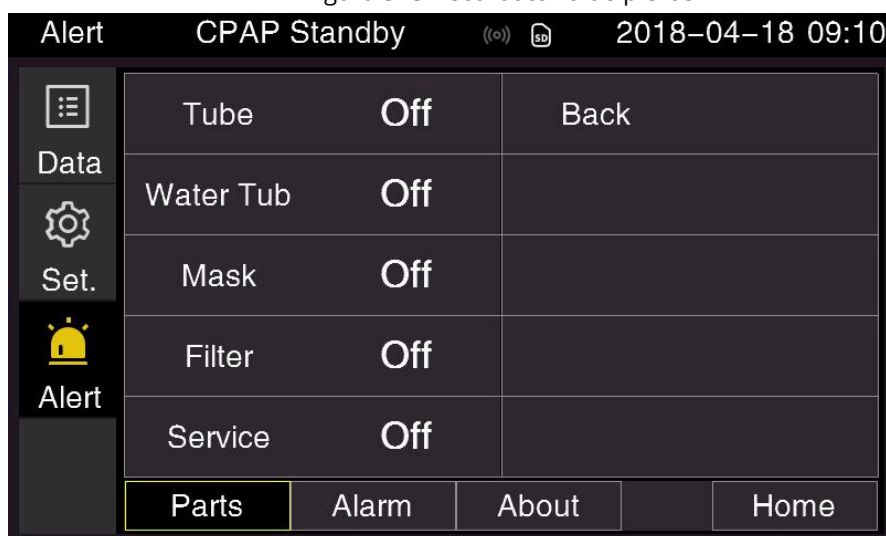 Alert CPAP Standby ((o)) SD 2018-04-18 09:10
Data
Set.
Alert
Tube Off Back
Water Tub Off
Mask Off
Filter Off
Service Off
Parts Alarm About Home